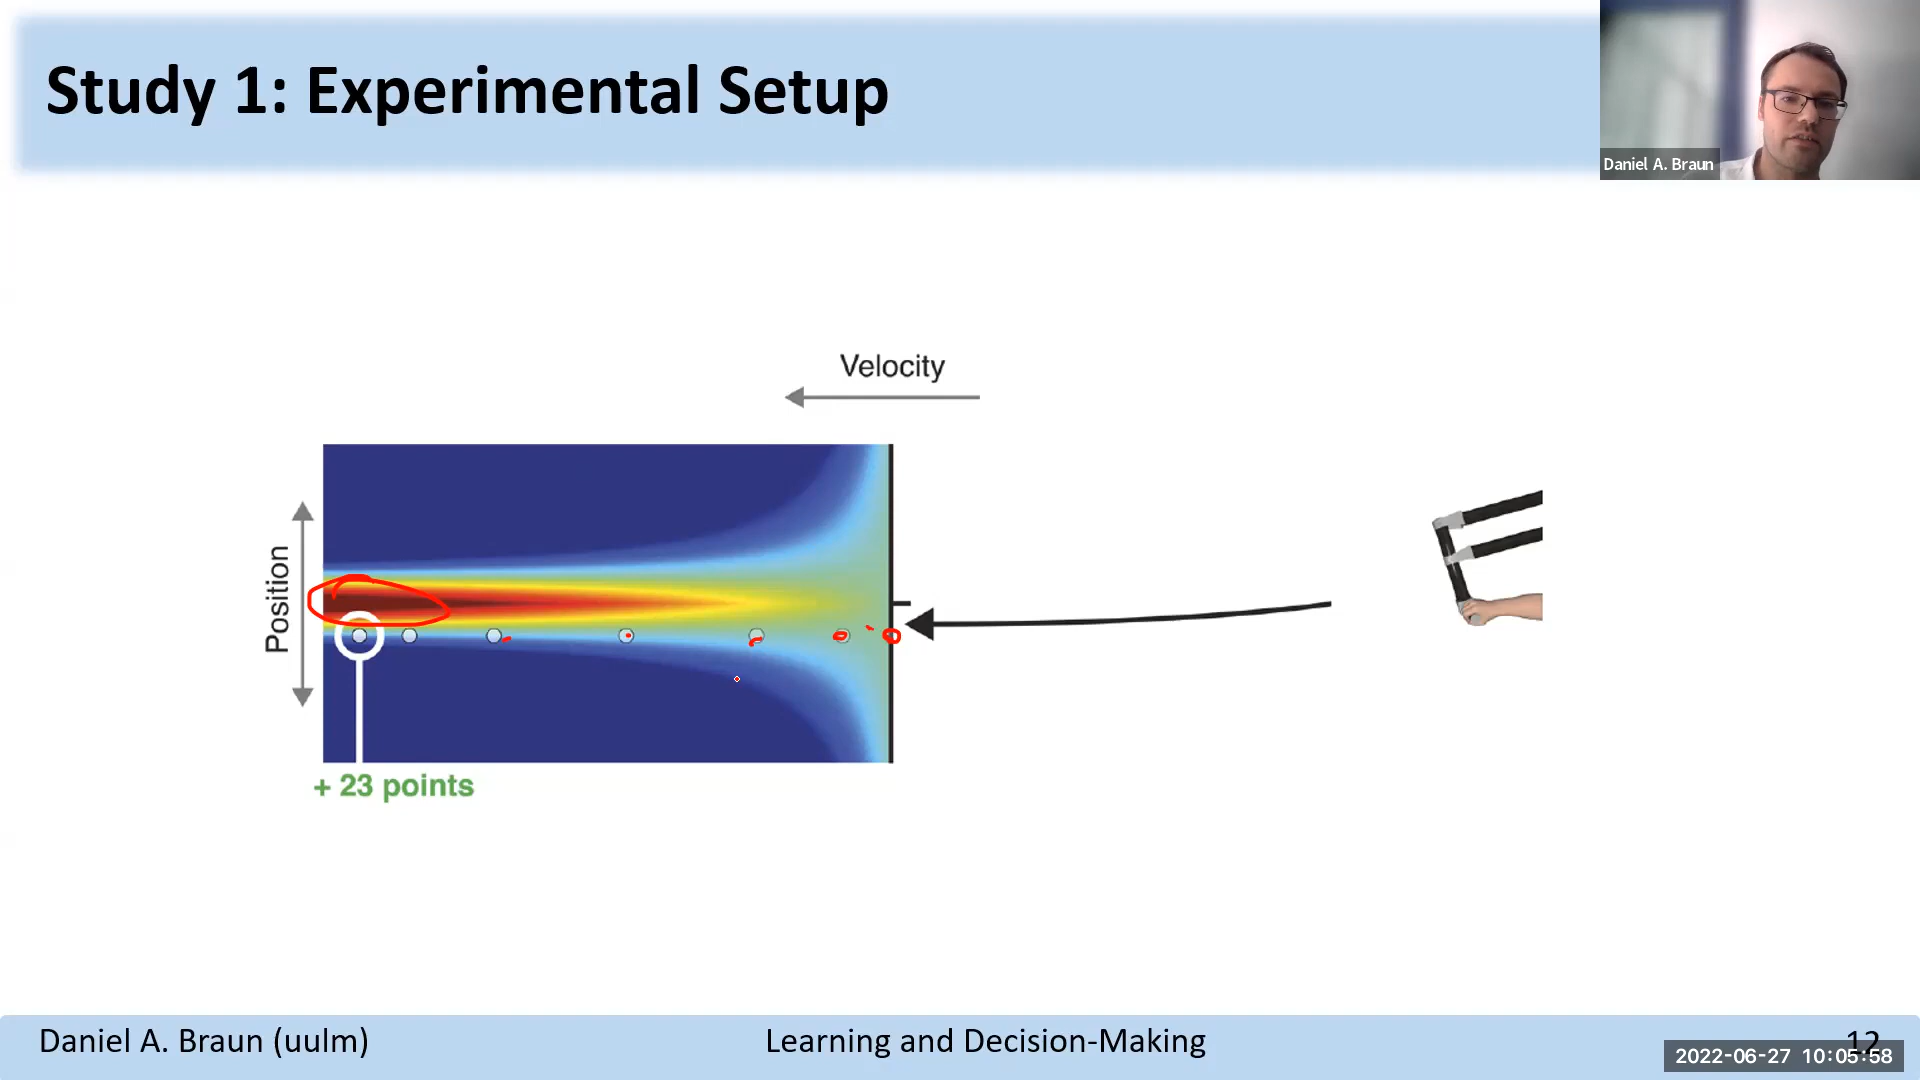 Study 1: Experimental Setup
Daniel A. Braun
Velocity
Position
+ 23 points
Daniel A. Braun (uulm)
Learning and Decision-Making
12
2022-06-27 10:05:58